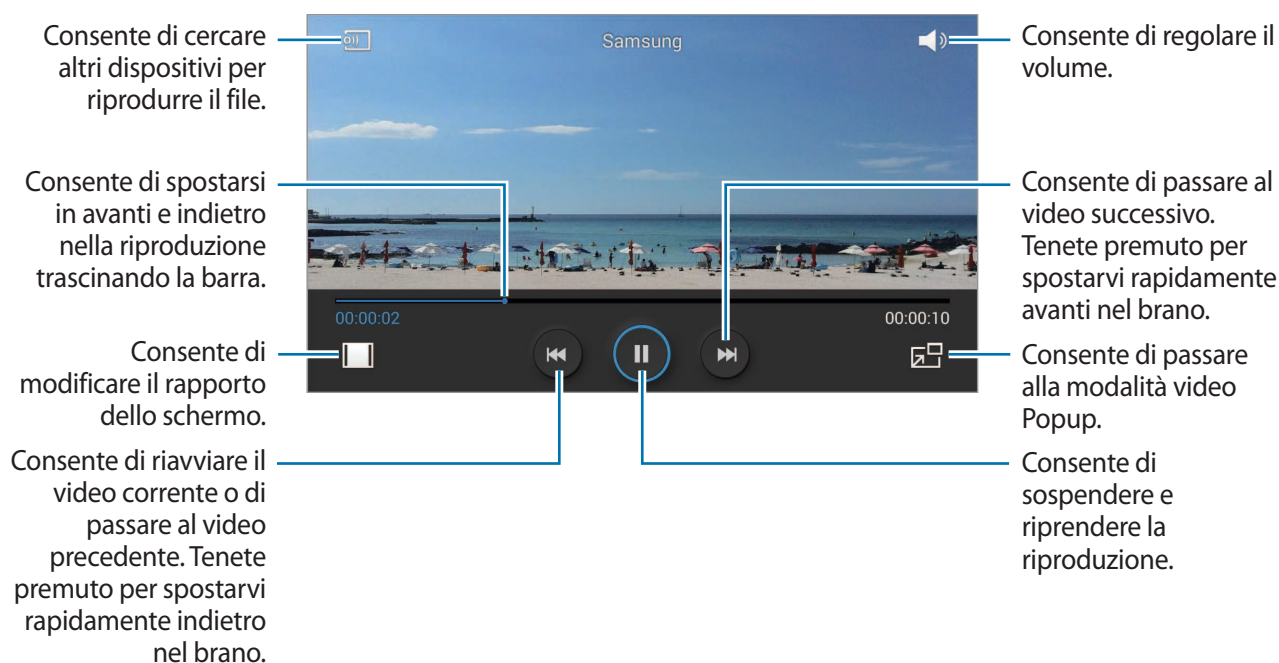 Consente di cercare
altri dispositivi per
riprodurre il file.
Consente di spostarsi
in avanti e indietro
nella riproduzione
trascinando la barra.
Consente di
modificare il rapporto
dello schermo.
Consente di riavviare il
video corrente o di
passare al video
precedente. Tenete
premuto per spostarvi
rapidamente indietro
nel brano.
Samsung
00:00:02
00:00:10
Consente di regolare il
volume.
Consente di passare al
video successivo.
Tenete premuto per
spostarvi rapidamente
avanti nel brano.
Consente di passare
alla modalità video
Popup.
Consente di
sospendere e
riprendere la
riproduzione.